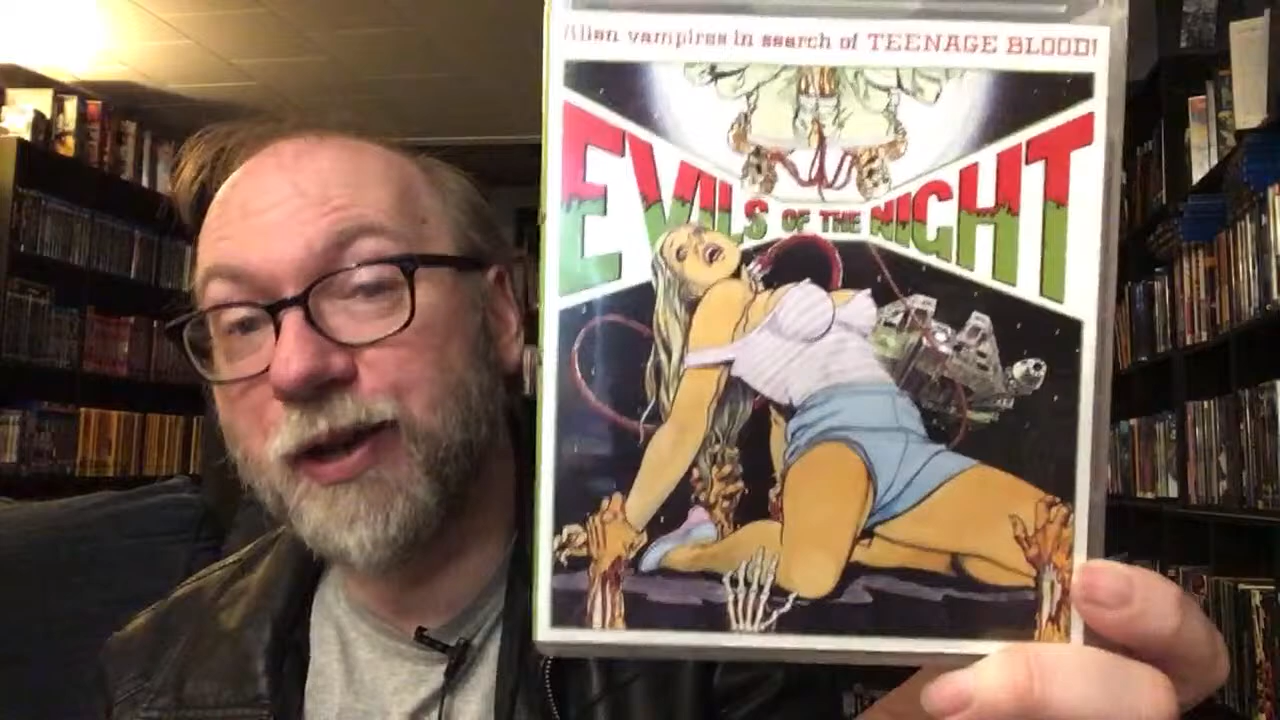 Alien vampires in search of TEENAGE BLOOD!
EVILS OF THE NIGHT